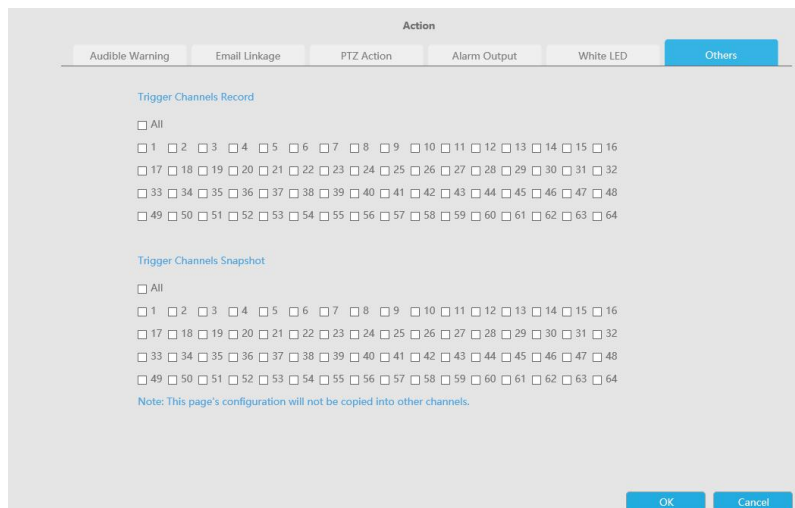 Action
Audible Warning Email Linkage PTZ Action Alarm Output White LED Others
Trigger Channels Record
All
1 2 3 4 5 6 7 8 9 10 11 12 13 14 15 16
17 18 19 20 21 22 23 24 25 26 27 28 29 30 31 32
33 34 35 36 37 38 39 40 41 42 43 44 45 46 47 48
49 50 51 52 53 54 55 56 57 58 59 60 61 62 63 64
Trigger Channels Snapshot
All
1 2 3 4 5 6 7 8 9 10 11 12 13 14 15 16
17 18 19 20 21 22 23 24 25 26 27 28 29 30 31 32
33 34 35 36 37 38 39 40 41 42 43 44 45 46 47 48
49 50 51 52 53 54 55 56 57 58 59 60 61 62 63 64
Note: This page's configuration will not be copied into other channels.
OK Cancel